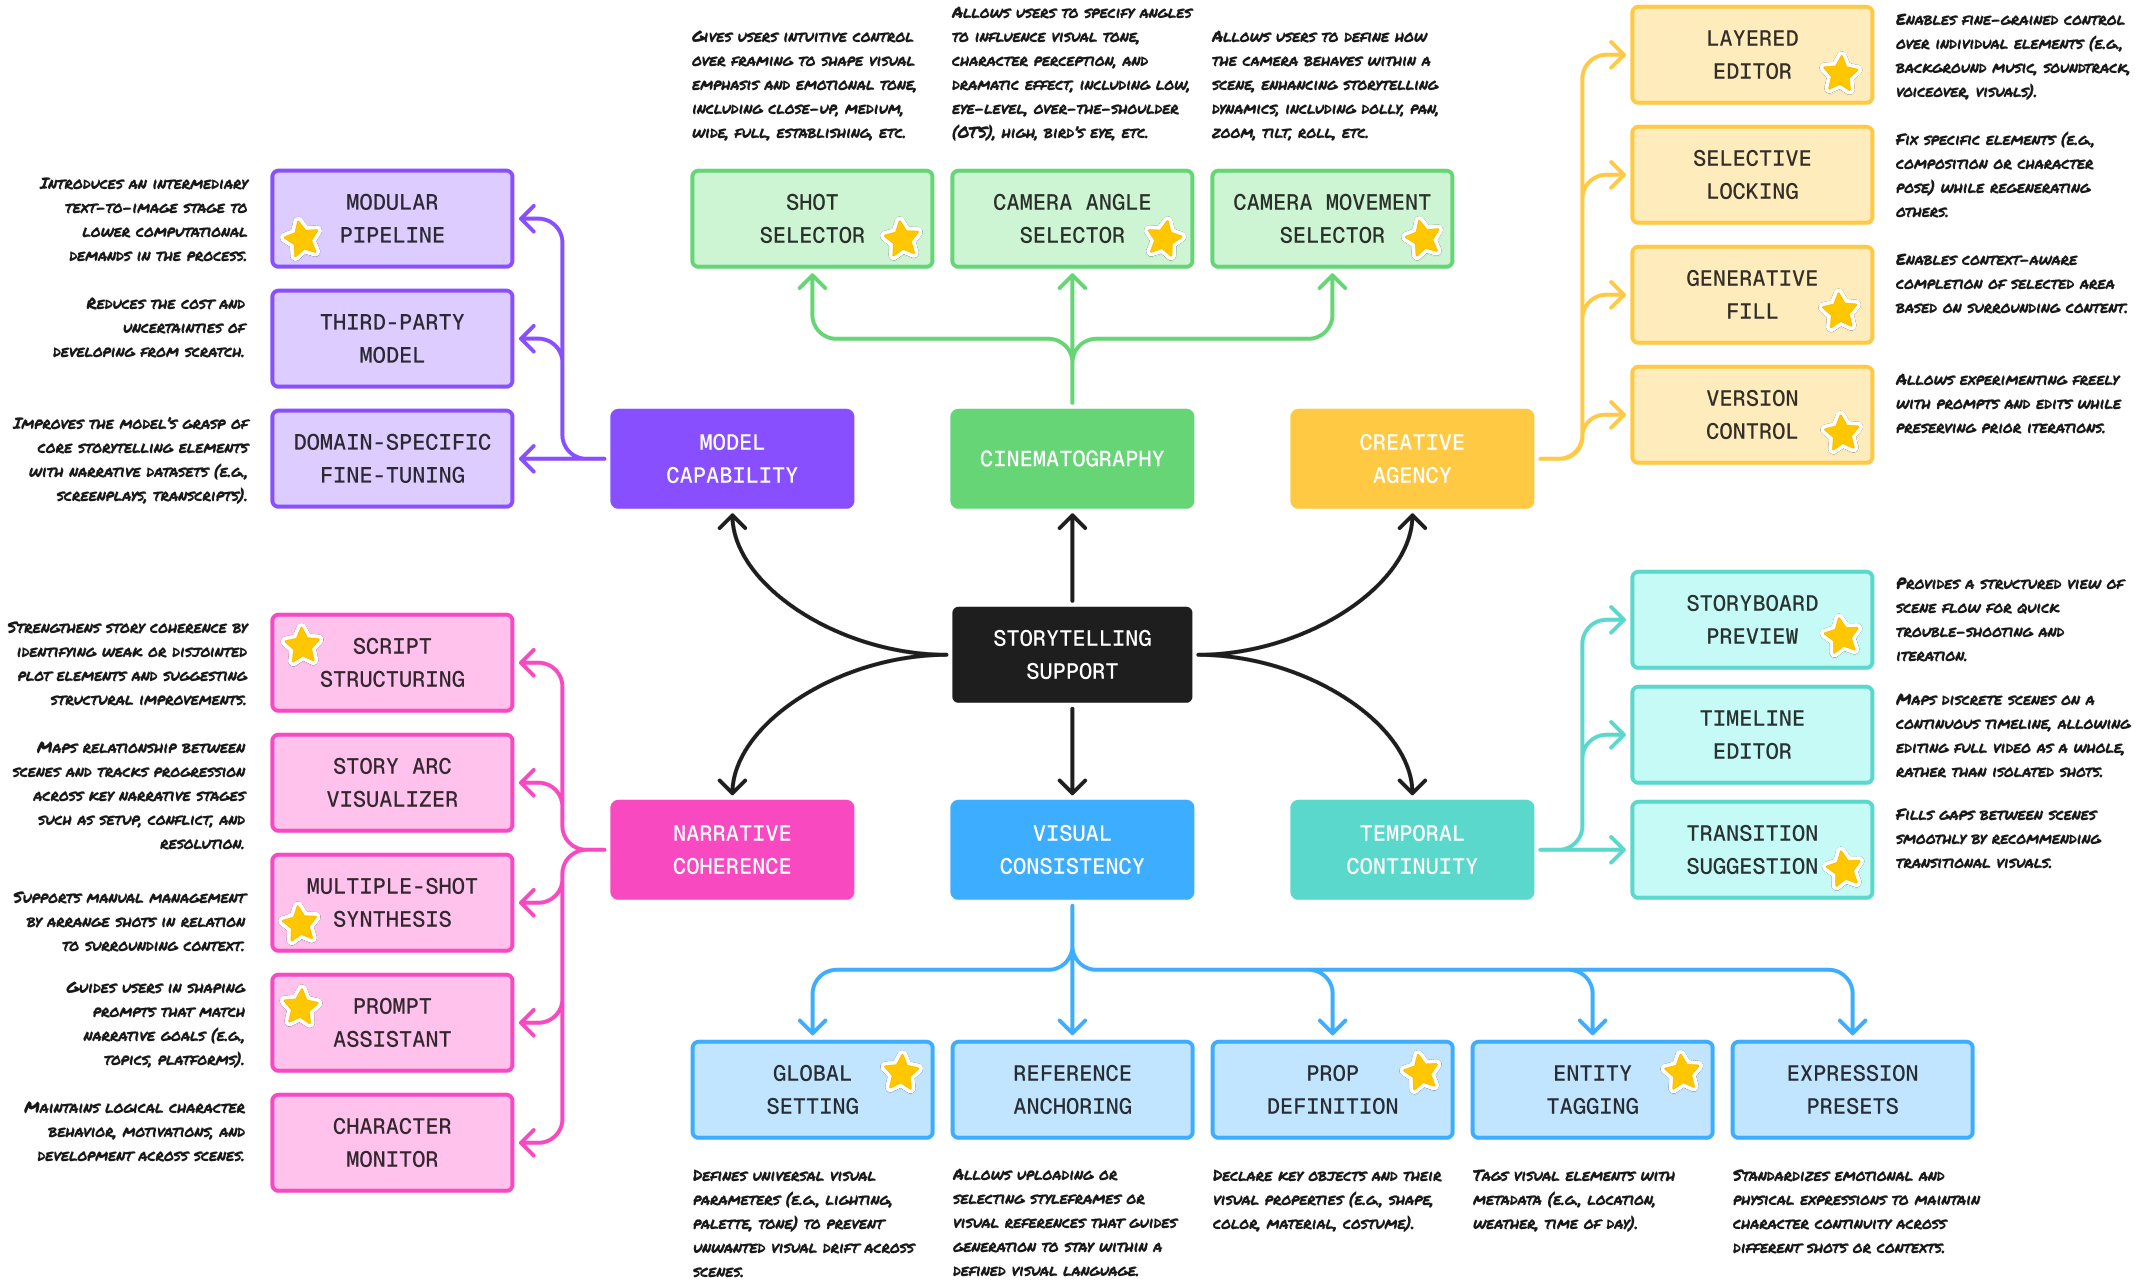 INTRODUCES AN INTERMEDIARY
TEXT-TO-IMAGE STAGE TO
LOWER COMPUTATIONAL
DEMANDS IN THE PROCESS.
MODULAR
PIPELINE
REDUCES THE COST AND
UNCERTAINTIES OF
DEVELOPING FROM SCRATCH.
THIRD-PARTY
MODEL
IMPROVES THE MODEL'S GRASP OF
CORE STORYTELLING ELEMENTS
WITH NARRATIVE DATASETS (E.G.,
SCREENPLAYS, TRANSCRIPTS).
DOMAIN-SPECIFIC
FINE-TUNING
MODEL
CAPABILITY
GIVES USERS INTUITIVE CONTROL
OVER FRAMING TO SHAPE VISUAL
EMPHASIS AND EMOTIONAL TONE,
INCLUDING CLOSE-UP, MEDIUM,
WIDE, FULL, ESTABLISHING, ETC.
SHOT
SELECTOR
ALLOWS USERS TO SPECIFY ANGLES
TO INFLUENCE VISUAL TONE,
CHARACTER PERCEPTION, AND
DRAMATIC EFFECT, INCLUDING LOW,
EYE-LEVEL, OVER-THE-SHOULDER
(OTS), HIGH, BIRD'S EYE, ETC.
CAMERA ANGLE
SELECTOR
ALLOWS USERS TO DEFINE HOW
THE CAMERA BEHAVES WITHIN A
SCENE, ENHANCING STORYTELLING
DYNAMICS, INCLUDING DOLLY, PAN,
ZOOM, TILT, ROLL, ETC.
CAMERA MOVEMENT
SELECTOR
CINEMATOGRAPHY
CREATIVE
AGENCY
LAYERED
EDITOR
ENABLES FINE-GRAINED CONTROL
OVER INDIVIDUAL ELEMENTS (E.G.,
BACKGROUND MUSIC, SOUNDTRACK,
VOICEOVER, VISUALS).
SELECTIVE
LOCKING
FIX SPECIFIC ELEMENTS (E.G.,
COMPOSITION OR CHARACTER
POSE) WHILE REGENERATING
OTHERS.
GENERATIVE
FILL
ENABLES CONTEXT-AWARE
COMPLETION OF SELECTED AREA
BASED ON SURROUNDING CONTENT.
VERSION
CONTROL
ALLOWS EXPERIMENTING FREELY
WITH PROMPTS AND EDITS WHILE
PRESERVING PRIOR ITERATIONS.
STORYTELLING
SUPPORT
STRENGTHENS STORY COHERENCE BY
IDENTIFYING WEAK OR DISJOINTED
PLOT ELEMENTS AND SUGGESTING
STRUCTURAL IMPROVEMENTS.
SCRIPT
STRUCTURING
MAPS RELATIONSHIP BETWEEN
SCENES AND TRACKS PROGRESSION
ACROSS KEY NARRATIVE STAGES
SUCH AS SETUP, CONFLICT, AND
RESOLUTION.
STORY ARC
VISUALIZER
SUPPORTS MANUAL MANAGEMENT
BY ARRANGE SHOTS IN RELATION
TO SURROUNDING CONTEXT.
MULTIPLE-SHOT
SYNTHESIS
GUIDES USERS IN SHAPING
PROMPTS THAT MATCH
NARRATIVE GOALS (E.G.,
TOPICS, PLATFORMS).
PROMPT
ASSISTANT
MAINTAINS LOGICAL CHARACTER
BEHAVIOR, MOTIVATIONS, AND
DEVELOPMENT ACROSS SCENES.
CHARACTER
MONITOR
NARRATIVE
COHERENCE
VISUAL
CONSISTENCY
TEMPORAL
CONTINUITY
STORYBOARD
PREVIEW
PROVIDES A STRUCTURED VIEW OF
SCENE FLOW FOR QUICK
TROUBLE-SHOOTING AND
ITERATION.
TIMELINE
EDITOR
MAPS DISCRETE SCENES ON A
CONTINUOUS TIMELINE, ALLOWING
EDITING FULL VIDEO AS A WHOLE,
RATHER THAN ISOLATED SHOTS.
TRANSITION
SUGGESTION
FILLS GAPS BETWEEN SCENES
SMOOTHLY BY RECOMMENDING
TRANSITIONAL VISUALS.
GLOBAL
SETTING
DEFINES UNIVERSAL VISUAL
PARAMETERS (E.G., LIGHTING,
PALETTE, TONE) TO PREVENT
UNWANTED VISUAL DRIFT ACROSS
SCENES.
REFERENCE
ANCHORING
ALLOWS UPLOADING OR
SELECTING STYLEFRAMES OR
VISUAL REFERENCES THAT GUIDES
GENERATION TO STAY WITHIN A
DEFINED VISUAL LANGUAGE.
PROP
DEFINITION
DECLARE KEY OBJECTS AND THEIR
VISUAL PROPERTIES (E.G., SHAPE,
COLOR, MATERIAL, COSTUME).
ENTITY
TAGGING
TAGS VISUAL ELEMENTS WITH
METADATA (E.G., LOCATION,
WEATHER, TIME OF DAY).
EXPRESSION
PRESETS
STANDARDIZES EMOTIONAL AND
PHYSICAL EXPRESSIONS TO MAINTAIN
CHARACTER CONTINUITY ACROSS
DIFFERENT SHOTS OR CONTEXTS.